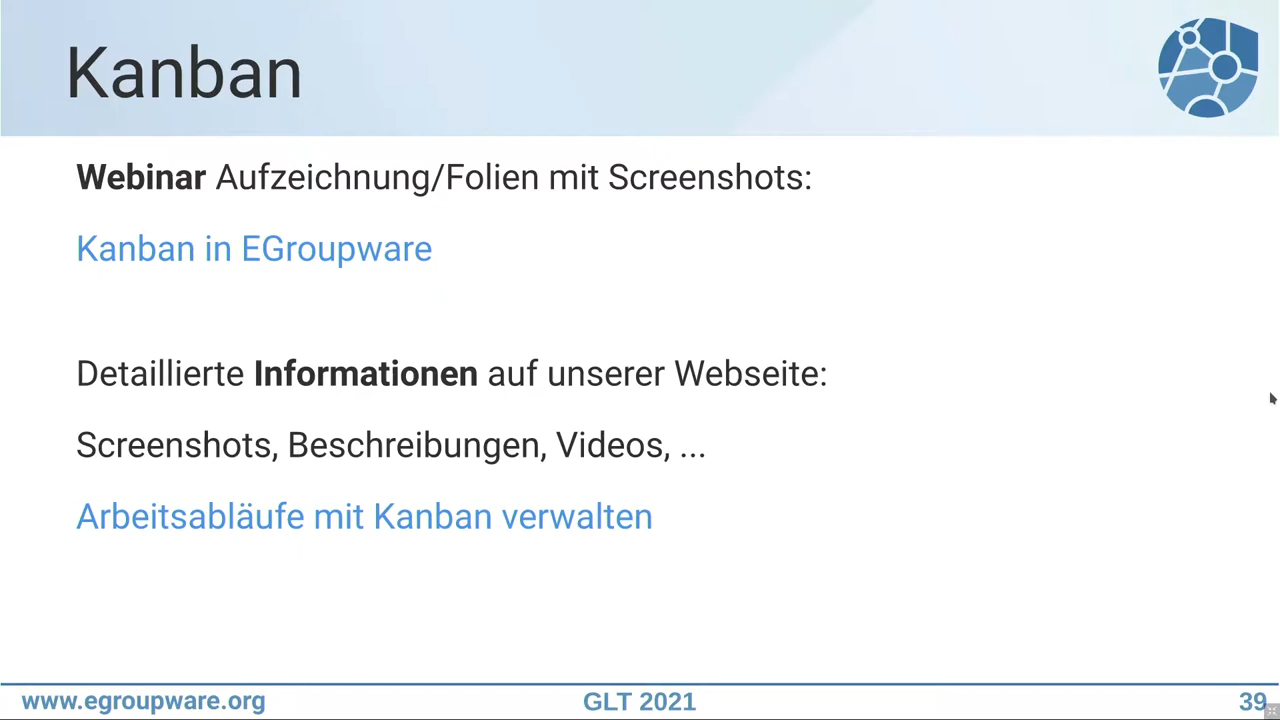 Kanban
Webinar Aufzeichnung/Folien mit Screenshots:
Kanban in EGroupware
Detaillierte Informationen auf unserer Webseite:
Screenshots, Beschreibungen, Videos, ...
Arbeitsabläufe mit Kanban verwalten
www.egroupware.org
GLT 2021
39